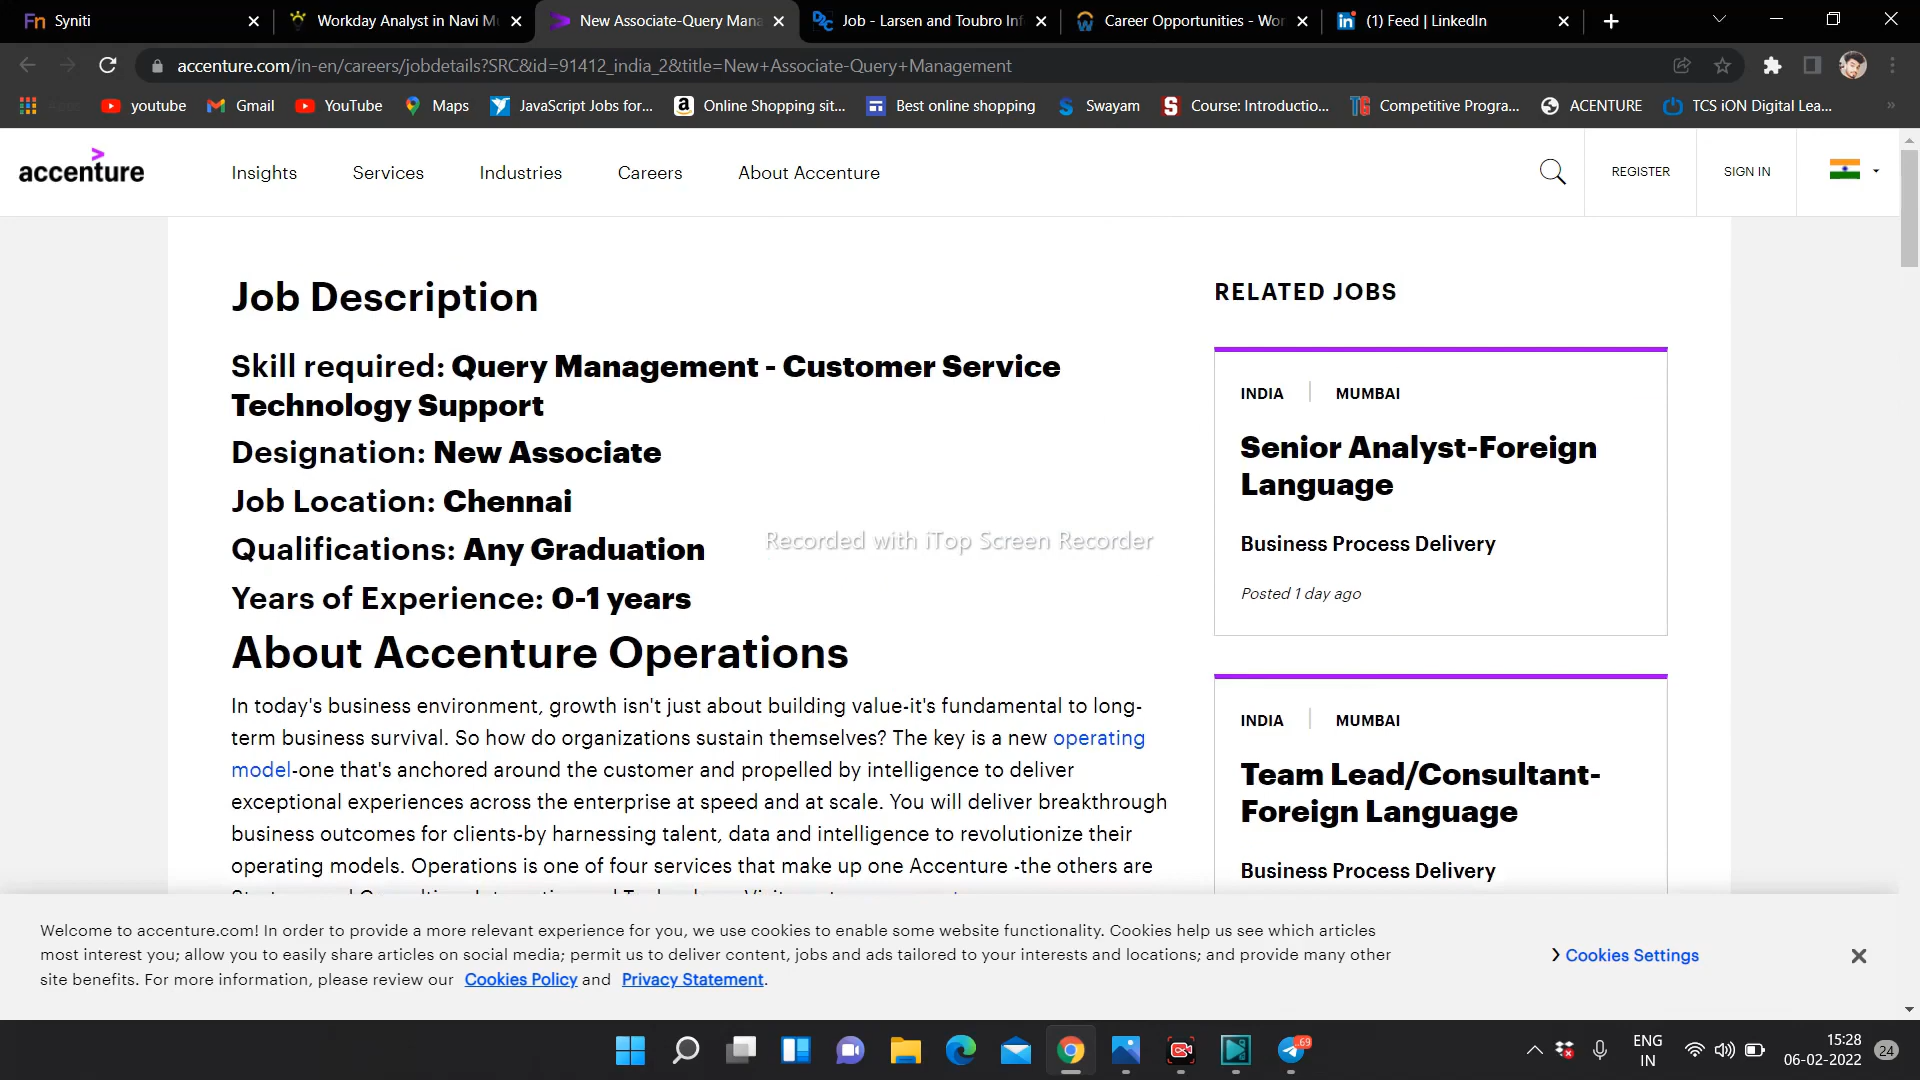 Syniti
Workday Analyst in Navi Mu
New Associate-Query Mana
Job - Larsen and Toubro Inf
Career Opportunities - Wor
(1) Feed | LinkedIn
accenture.com/in-en/careers/jobdetails?SRC&id=91412_india_2&title=New+Associate-Query+Management
Apps
youtube
Gmail
YouTube
Maps
JavaScript Jobs for...
Online Shopping sit...
Best online shopping
Swayam
Course: Introductio...
Competitive Progra...
ACENTURE
TCS iON Digital Lea...
accenture
Insights
Services
Industries
Careers
About Accenture
REGISTER
SIGN IN
Job Description
Skill required: Query Management - Customer Service
Technology Support
Designation: New Associate
Job Location: Chennai
Qualifications: Any Graduation
Years of Experience: 0-1 years
About Accenture Operations
In today's business environment, growth isn't just about building value-it's fundamental to long-
term business survival. So how do organizations sustain themselves? The key is a new operating
model-one that's anchored around the customer and propelled by intelligence to deliver
exceptional experiences across the enterprise at speed and at scale. You will deliver breakthrough
business outcomes for clients-by harnessing talent, data and intelligence to revolutionize their
operating models. Operations is one of four services that make up one Accenture -the others are
Recorded with iTop Screen Recorder
RELATED JOBS
INDIA
MUMBAI
Senior Analyst-Foreign
Language
Business Process Delivery
Posted 1 day ago
INDIA
MUMBAI
Team Lead/Consultant-
Foreign Language
Business Process Delivery
Welcome to accenture.com! In order to provide a more relevant experience for you, we use cookies to enable some website functionality. Cookies help us see which articles
most interest you; allow you to easily share articles on social media; permit us to deliver content, jobs and ads tailored to your interests and locations; and provide many other
site benefits. For more information, please review our Cookies Policy and Privacy Statement.
Cookies Settings
69
ENG
IN
15:28
06-02-2022
24